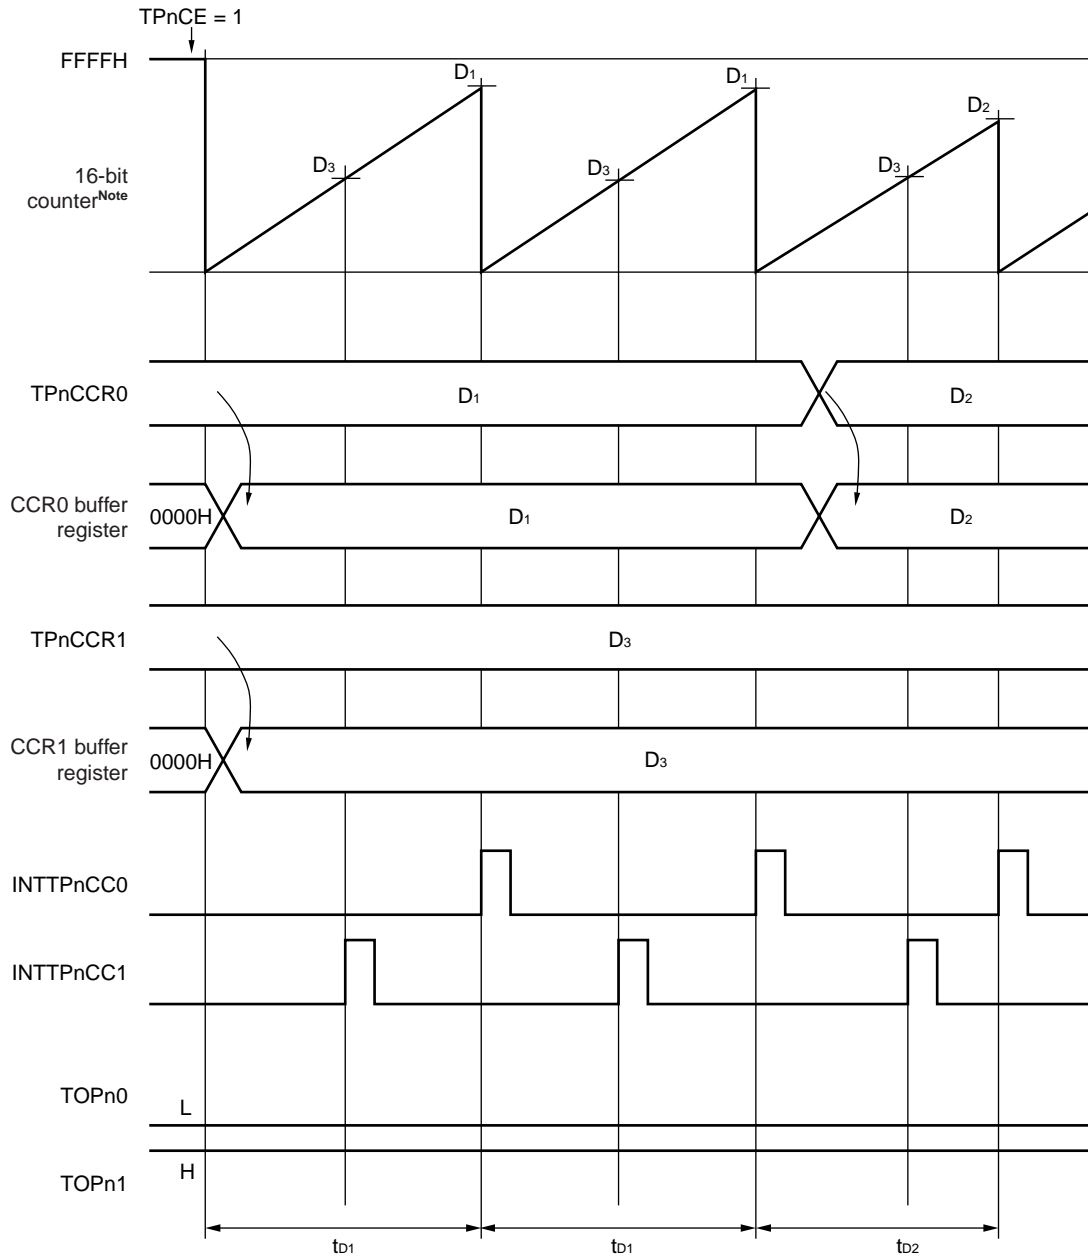 TPnCE = 1
FFFFH
D1
D1
D2
D3
D3
D3
16-bit
counterNote
TPnCCR0
D1
D2
CCR0 buffer
register
0000H
D1
D2
TPnCCR1
D3
CCR1 buffer
register
0000H
D3
INTTPnCC0
INTTPnCC1
TOPn0
L
H
TOPn1
tD1
tD1
tD2